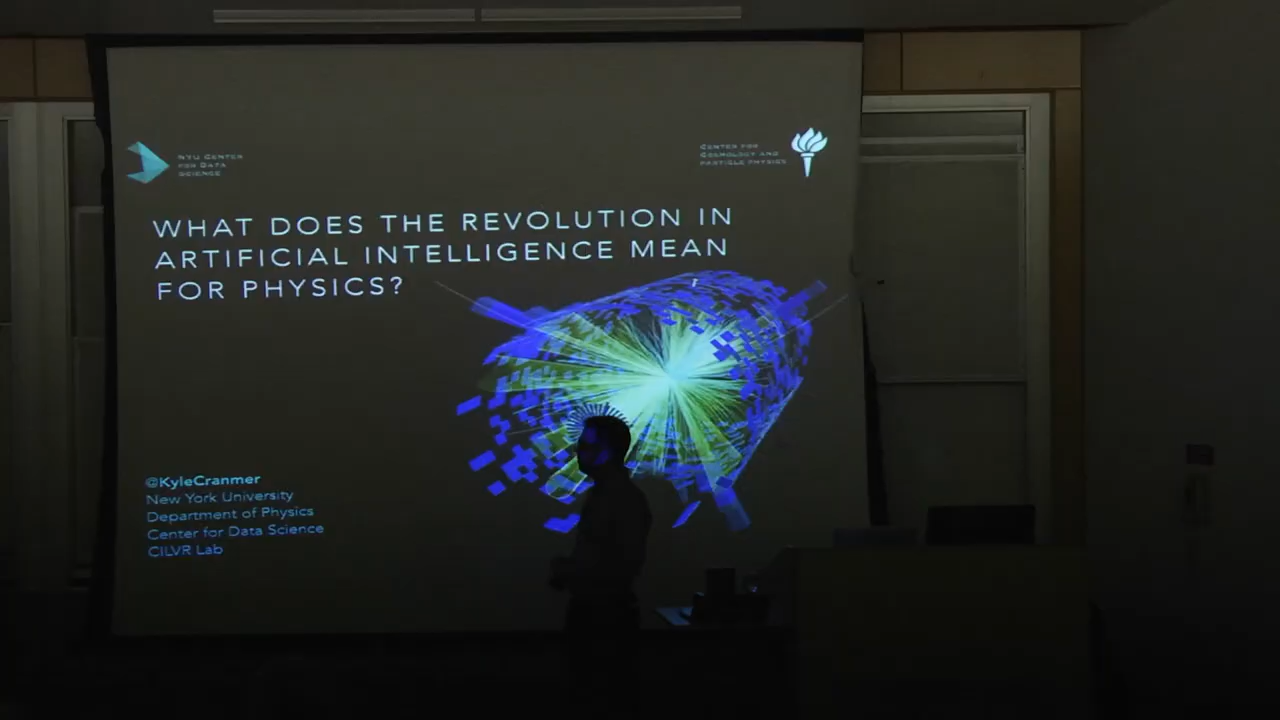 NYU CENTER
FOR DATA
SCIENCE
CENTER FOR
COSMOLOGY AND
PARTICLE PHYSICS
WHAT DOES THE REVOLUTION IN
ARTIFICIAL INTELLIGENCE MEAN
FOR PHYSICS?
@KyleCranmer
New York University
Department of Physics
Center for Data Science
CILVR Lab